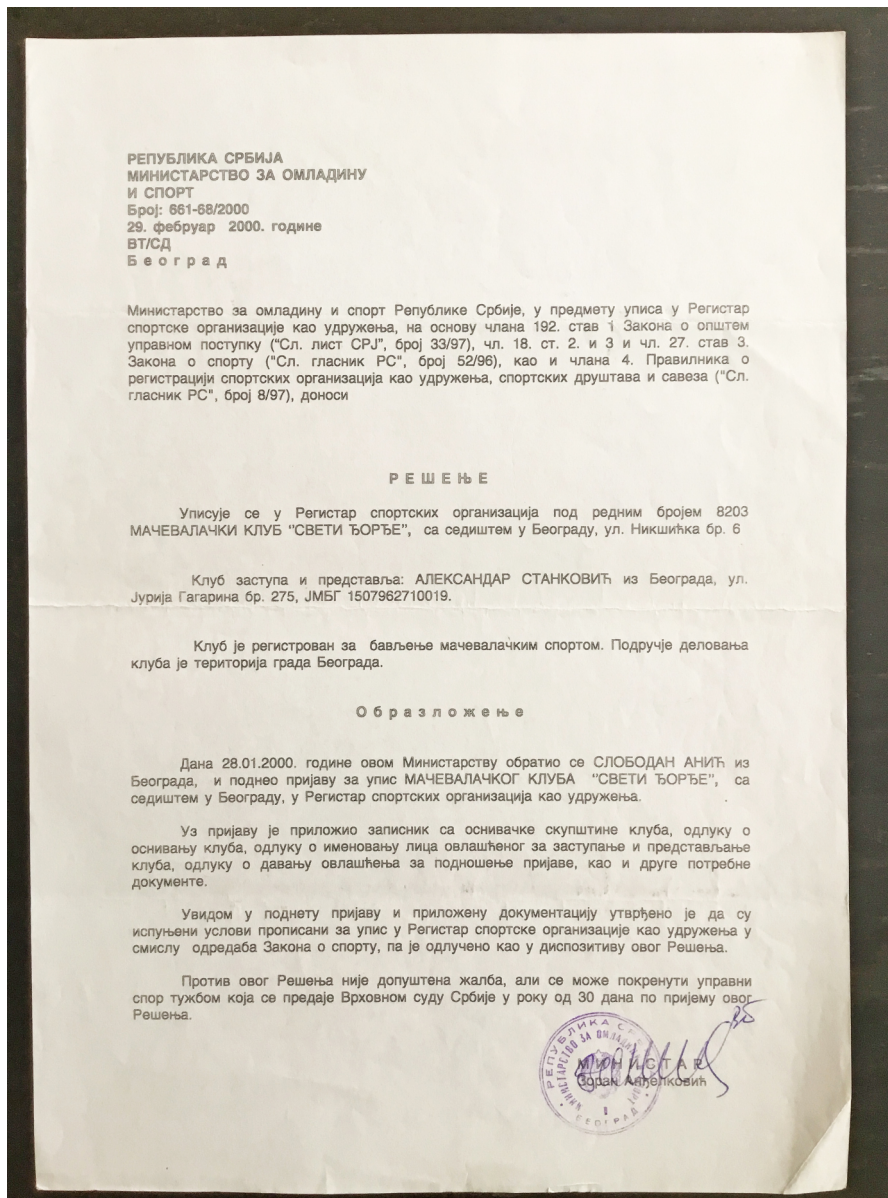 РЕПУБЛИКА СРБИЈА
МИНИСТАРСТВО ЗА ОМЛАДИНУ
И СПОРТ
Број: 661-68/2000
29. фебруар 2000. године
ВТ/СД
Б е о г р а д
Министарство за омладину и спорт Републике Србије, у предмету уписа у Регистар
спортске организације као удружења, на основу члана 192. став 1 Закона о општем
управном поступку ("Сл. лист СРЈ", број 33/97), чл. 18. ст. 2. и 3 и чл. 27. став 3.
Закона о спорту ("Сл. гласник РС", број 52/96), као и члана 4. Правилника о
регистрацији спортских организација као удружења, спортских друштава и савеза ("Сл.
гласник РС", број 8/97), доноси
Р Е Ш Е Њ Е
Уписује се у Регистар спортских организација под редним бројем 8203
МАЧЕВАЛАЧКИ КЛУБ "СВЕТИ ЂОРЂЕ", са седиштем у Београду, ул. Никшићка бр. 6
Клуб заступа и представља: АЛЕКСАНДАР СТАНКОВИЋ из Београда, ул.
Јурија Гагарина бр. 275, ЈМБГ 1507962710019.
Клуб је регистрован за бављење мачевалачким спортом. Подручје деловања
клуба је територија града Београда.
О б р а з л о ж е њ е
Дана 28.01.2000. године овом Министарству обратио се СЛОБОДАН АНИЋ из
Београда, и поднео пријаву за упис МАЧЕВАЛАЧКОГ КЛУБА "СВЕТИ ЂОРЂЕ", са
седиштем у Београду, у Регистар спортских организација као удружења.
Уз пријаву је приложио записник са оснивачке скупштине клуба, одлуку о
оснивању клуба, одлуку о именовању лица овлашћеног за заступање и представљање
клуба, одлуку о давању овлашћења за подношење пријаве, као и друге потребне
документе.
Увидом у поднету пријаву и приложену документацију утврђено је да су
испуњени услови прописани за упис у Регистар спортске организације као удружења у
смислу одредаба Закона о спорту, па је одлучено као у диспозитиву овог Решења.
Против овог Решења није допуштена жалба, али се може покренути управни
спор тужбом која се предаје Врховном суду Србије у року од 30 дана по пријему овог
Решења.
М И Н И С Т А Р
Зоран Анђелковић
РЕПУБЛИКА СРБИЈА
МИНИСТАРСТВО ЗА ОМЛАДИНУ И СПОРТ
БЕОГРАД